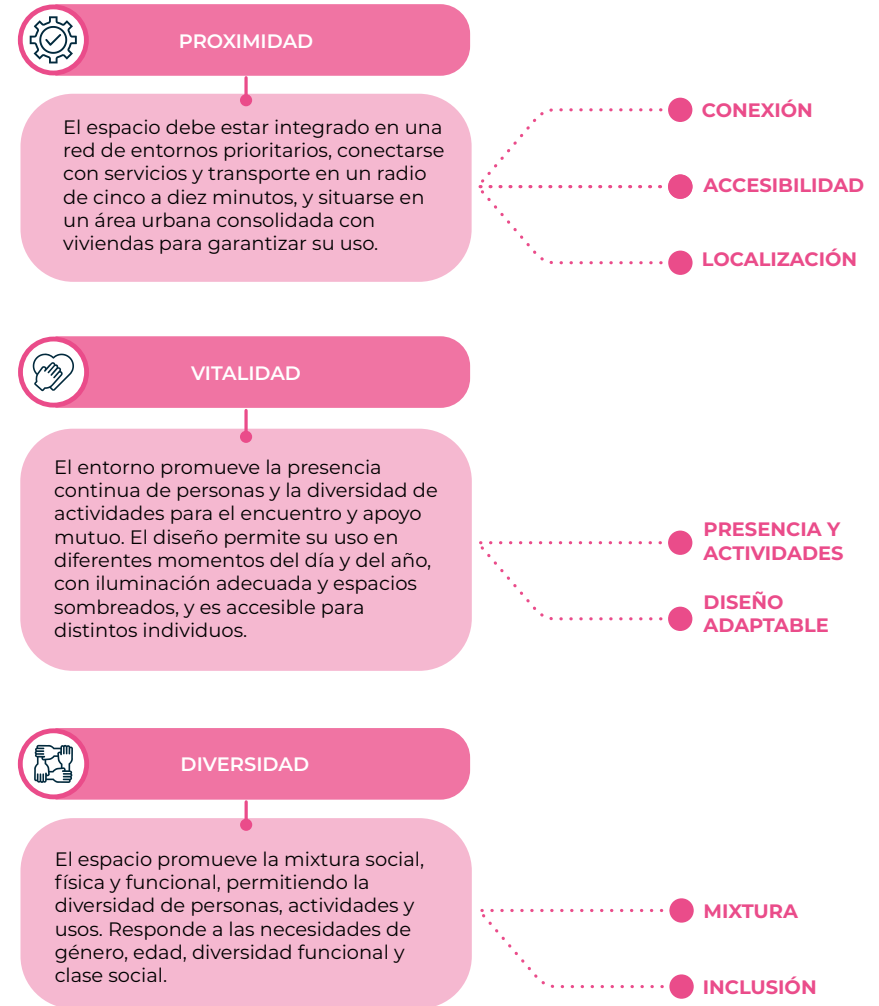 PROXIMIDAD
El espacio debe estar integrado en una
red de entornos prioritarios, conectarse
con servicios y transporte en un radio
de cinco a diez minutos, y situarse en
un área urbana consolidada con
viviendas para garantizar su uso.
CONEXIÓN
ACCESIBILIDAD
LOCALIZACIÓN
VITALIDAD
El entorno promueve la presencia
continua de personas y la diversidad de
actividades para el encuentro y apoyo
mutuo. El diseño permite su uso en
diferentes momentos del día y del año,
con iluminación adecuada y espacios
sombreados, y es accesible para
distintos individuos.
PRESENCIA Y
ACTIVIDADES
DISEÑO
ADAPTABLE
DIVERSIDAD
El espacio promueve la mixtura social,
física y funcional, permitiendo la
diversidad de personas, actividades y
usos. Responde a las necesidades de
género, edad, diversidad funcional y
clase social.
MIXTURA
INCLUSIÓN